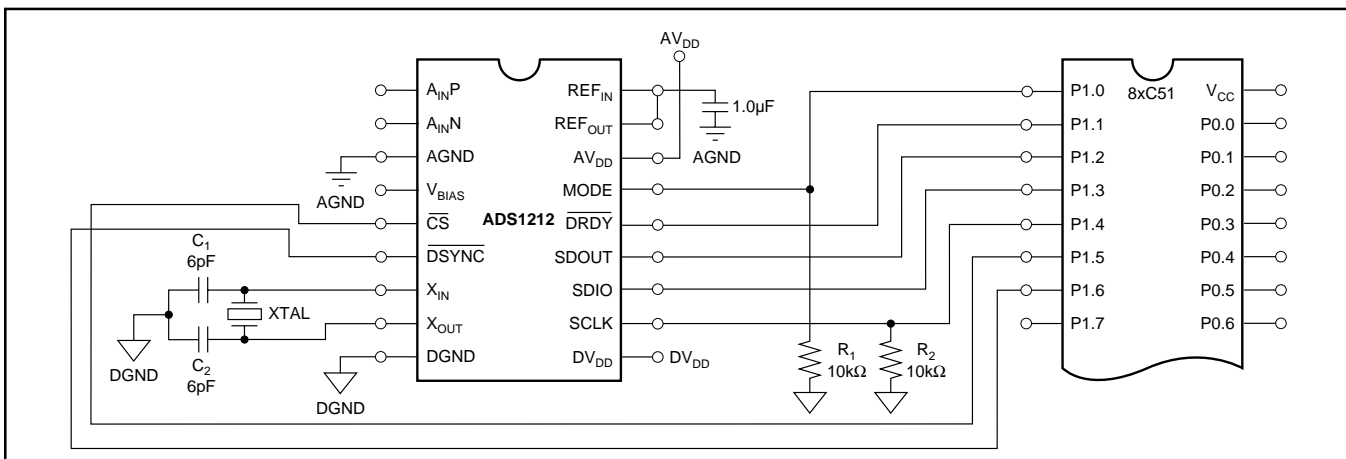 AVDD
AINP
AINN
AGND
VBIAS
CS
DSYNC
XIN
XOUT
DGND
ADS1212
REFIN
REFOUT
AVDD
MODE
DRDY
SDOUT
SDIO
SCLK
DVDD
DVDD
1.0µF
AGND
AGND
C1
6pF
XTAL
C2
6pF
DGND
DGND
R1
10kΩ
R2
10kΩ
8xC51
P1.0
P1.1
P1.2
P1.3
P1.4
P1.5
P1.6
P1.7
VCC
P0.0
P0.1
P0.2
P0.3
P0.4
P0.5
P0.6